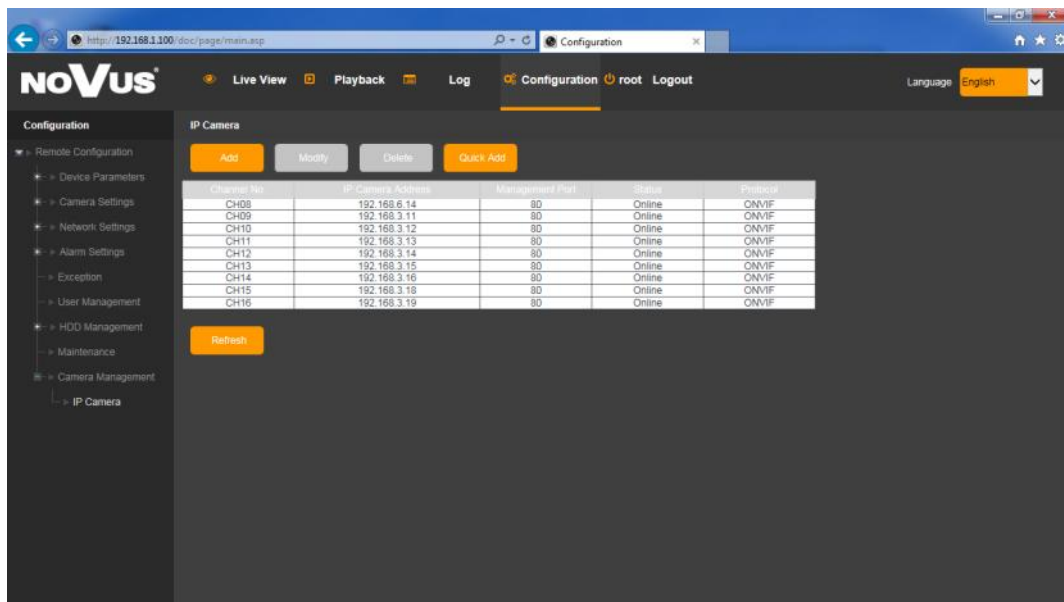 http://192.168.1.100/doc/page/main.asp
Configuration
NOVUS
Live View Playback Log Configuration root Logout
Language English
Configuration
IP Camera
Remote Configuration
Device Parameters
Camera Settings
Network Settings
Alarm Settings
Exception
User Management
HDD Management
Maintenance
Camera Management
IP Camera
Add Modify Delete Quick Add
Channel No IP Camera Address Management Port Status Protocol
CH08 192.168.6.14 80 Online ONVIF
CH09 192.168.3.11 80 Online ONVIF
CH10 192.168.3.12 80 Online ONVIF
CH11 192.168.3.13 80 Online ONVIF
CH12 192.168.3.14 80 Online ONVIF
CH13 192.168.3.15 80 Online ONVIF
CH14 192.168.3.16 80 Online ONVIF
CH15 192.168.3.18 80 Online ONVIF
CH16 192.168.3.19 80 Online ONVIF
Refresh